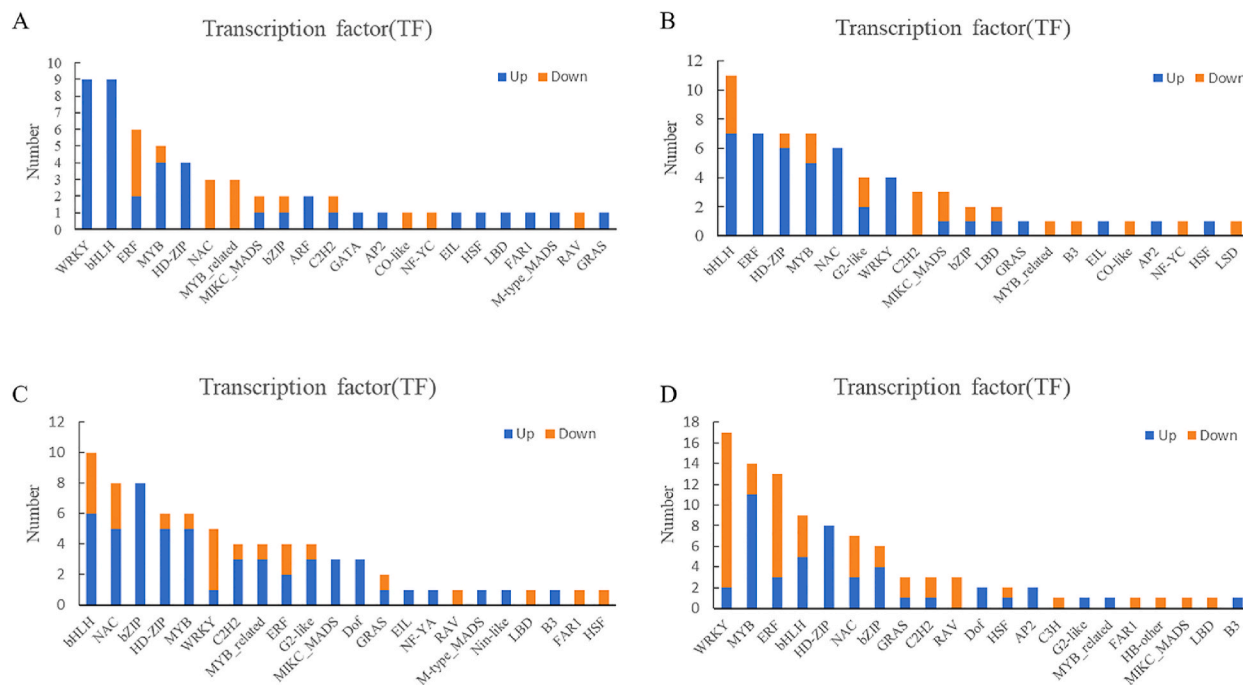 A
Transcription factor(TF)
Up Down
Number
10
9
8
7
6
5
4
3
2
1
0
WRKY
bHLH
ERF
MYB
HD-ZIP
NAC
MYB_related
MIKC_MADS
bZIP
ARF
C2H2
GATA
AP2
CO-like
NF-YC
EIL
HSF
LBD
FAR1
M-type_MADS
RAV
GRAS
B
Transcription factor(TF)
Up Down
Number
12
10
8
6
4
2
0
bHLH
ERF
HD-ZIP
MYB
NAC
G2-like
WRKY
C2H2
MIKC_MADS
bZIP
LBD
GRAS
MYB_related
B3
EIL
CO-like
AP2
NF-YC
HSF
LSD
C
Transcription factor(TF)
Up Down
Number
12
10
8
6
4
2
0
bHLH
NAC
bZIP
HD-ZIP
MYB
WRKY
C2H2
MYB_related
ERF
G2-like
MIKC_MADS
Dof
GRAS
EIL
NF-YA
RAV
M-type_MADS
Nin-like
LBD
B3
FAR1
HSF
D
Transcription factor(TF)
Up Down
Number
18
16
14
12
10
8
6
4
2
0
WRKY
MYB
ERF
bHLH
HD-ZIP
NAC
bZIP
GRAS
C2H2
RAV
Dof
HSF
AP2
C3H
G2-like
MYB_related
FAR1
HB-other
MIKC_MADS
LBD
B3